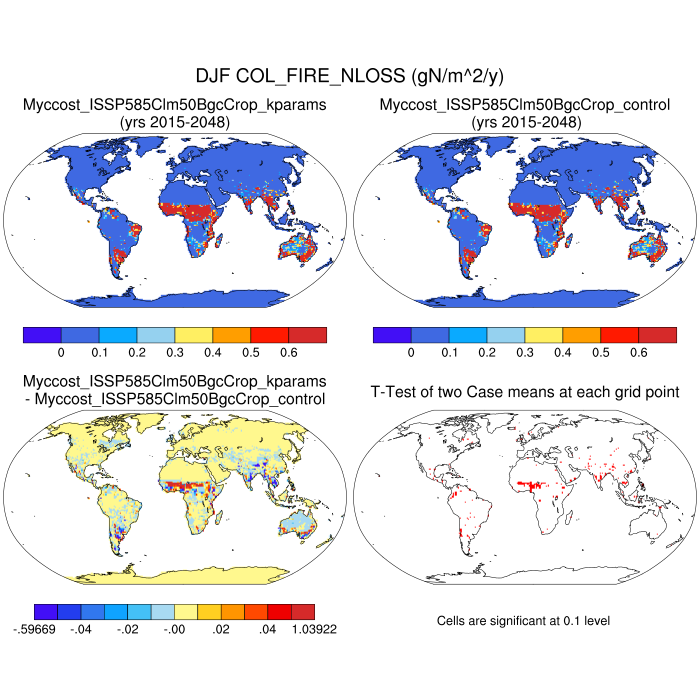 DJF COL_FIRE_NLOSS (gN/m^2/y)
Myccost_ISSP585Clm50BgcCrop_kparams
(yrs 2015-2048)
Myccost_ISSP585Clm50BgcCrop_control
(yrs 2015-2048)
0 0.1 0.2 0.3 0.4 0.5 0.6
0 0.1 0.2 0.3 0.4 0.5 0.6
Myccost_ISSP585Clm50BgcCrop_kparams
- Myccost_ISSP585Clm50BgcCrop_control
T-Test of two Case means at each grid point
-.59669 -.04 -.02 -.00 .02 .04 1.03922
Cells are significant at 0.1 level